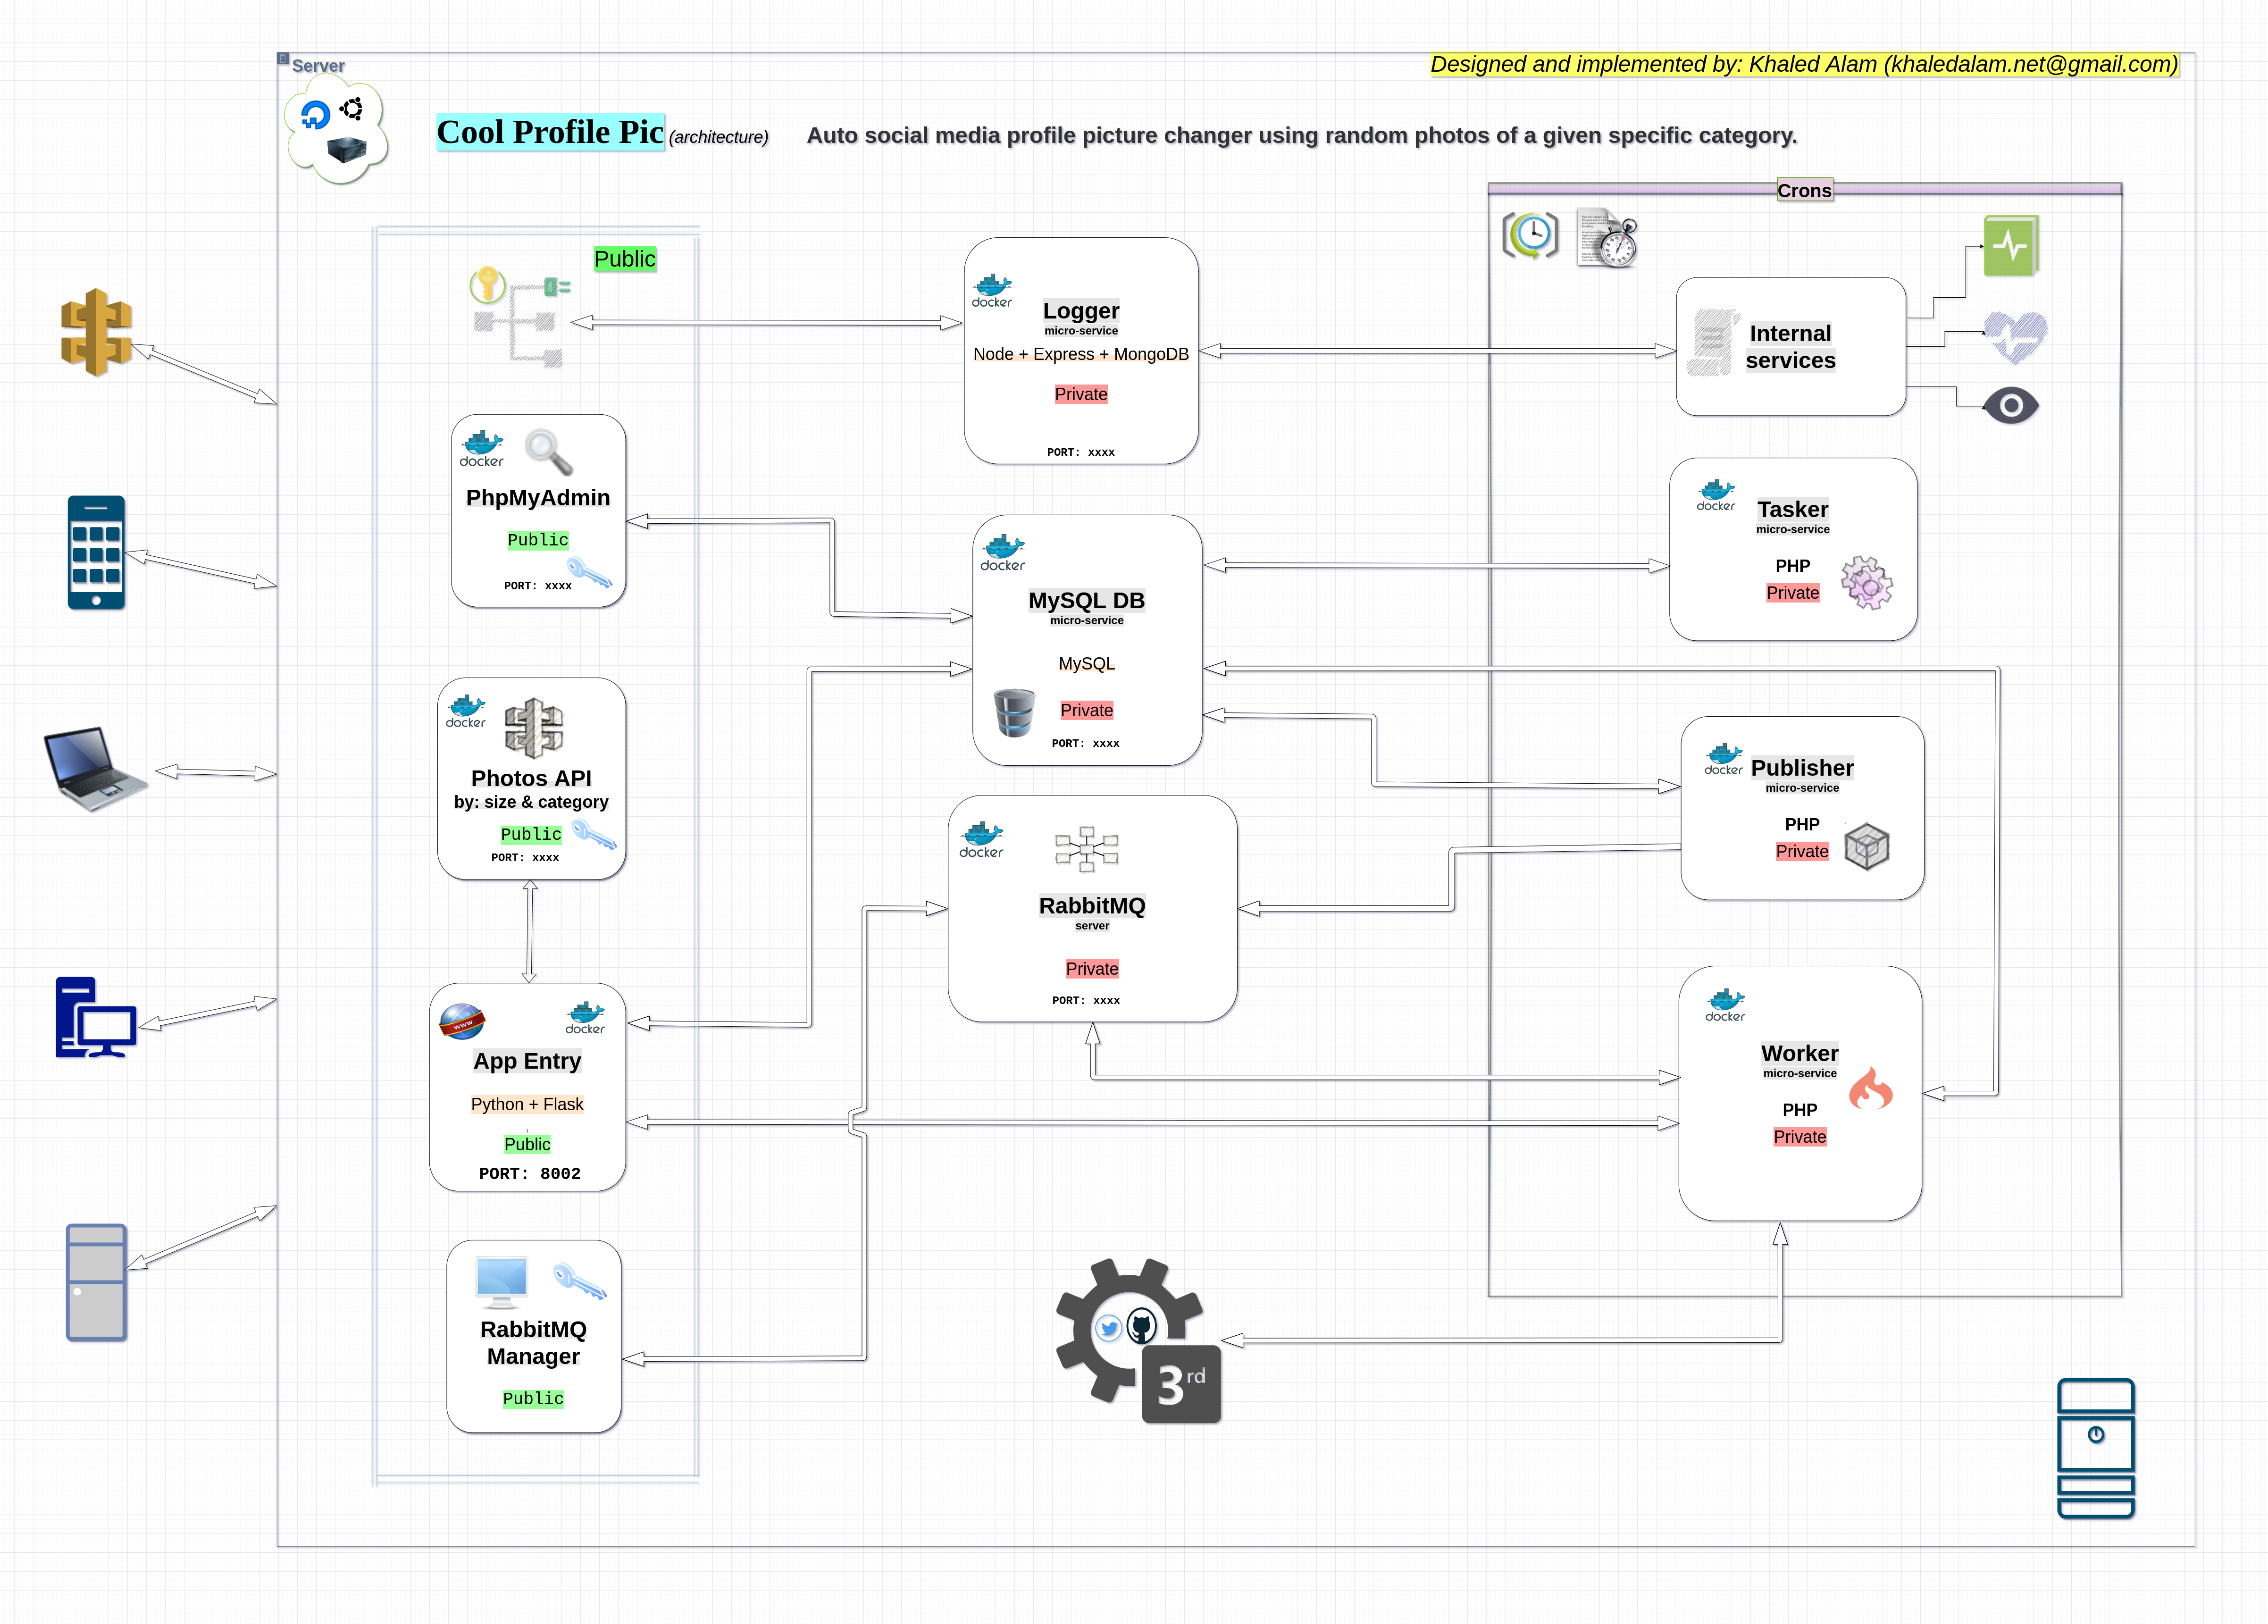 Server
Designed and implemented by: Khaled Alam (khaledalam.net@gmail.com)
Cool Profile Pic (architecture)
Auto social media profile picture changer using random photos of a given specific category.
Crons
Public
docker
Logger
micro-service
Node + Express + MongoDB
Private
PORT: xxxx
Internal
services
docker
PhpMyAdmin
Public
PORT: xxxx
docker
MySQL DB
micro-service
MySQL
Private
PORT: xxxx
docker
Tasker
micro-service
PHP
Private
docker
Photos API
by: size & category
Public
PORT: xxxx
docker
RabbitMQ
server
Private
PORT: xxxx
docker
Publisher
micro-service
PHP
Private
www
docker
App Entry
Python + Flask
\
Public
PORT: 8002
docker
Worker
micro-service
PHP
Private
RabbitMQ
Manager
Public
3rd